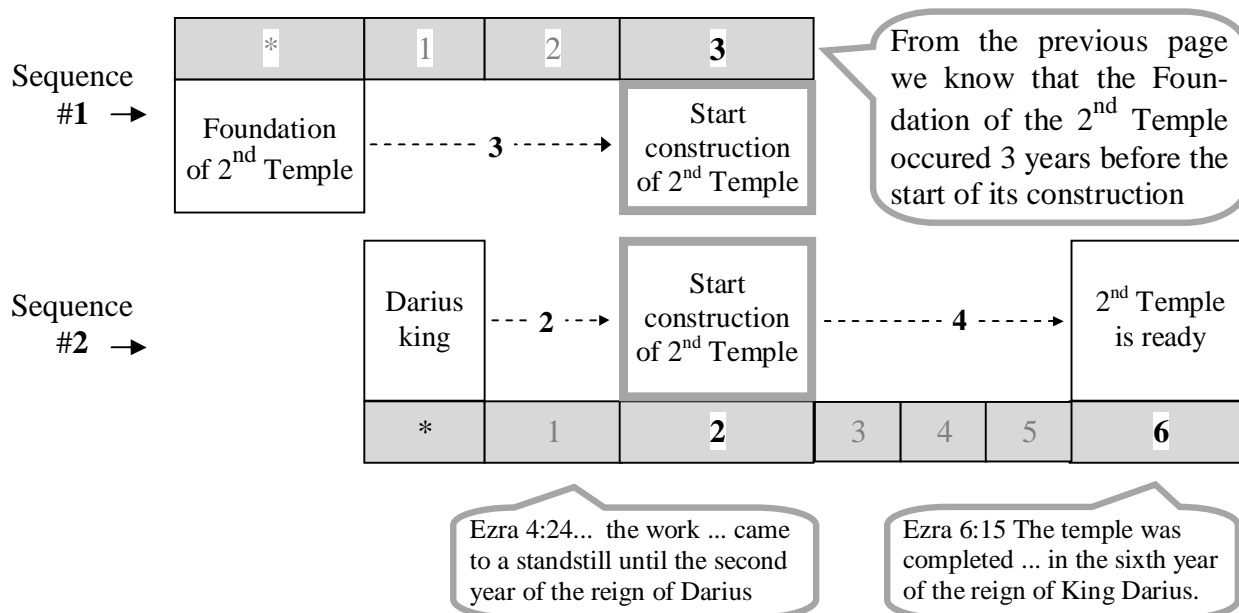 * 1 2 3
Sequence
#1 →
Foundation
of 2nd Temple
3
Start
construction
of 2nd Temple
From the previous page
we know that the Foun-
dation of the 2nd Temple
occured 3 years before the
start of its construction
Sequence
#2 →
Darius
king
2
Start
construction
of 2nd Temple
4
2nd Temple
is ready
* 1 2 3 4 5 6
Ezra 4:24... the work ... came
to a standstill until the second
year of the reign of Darius
Ezra 6:15 The temple was
completed ... in the sixth year
of the reign of King Darius.